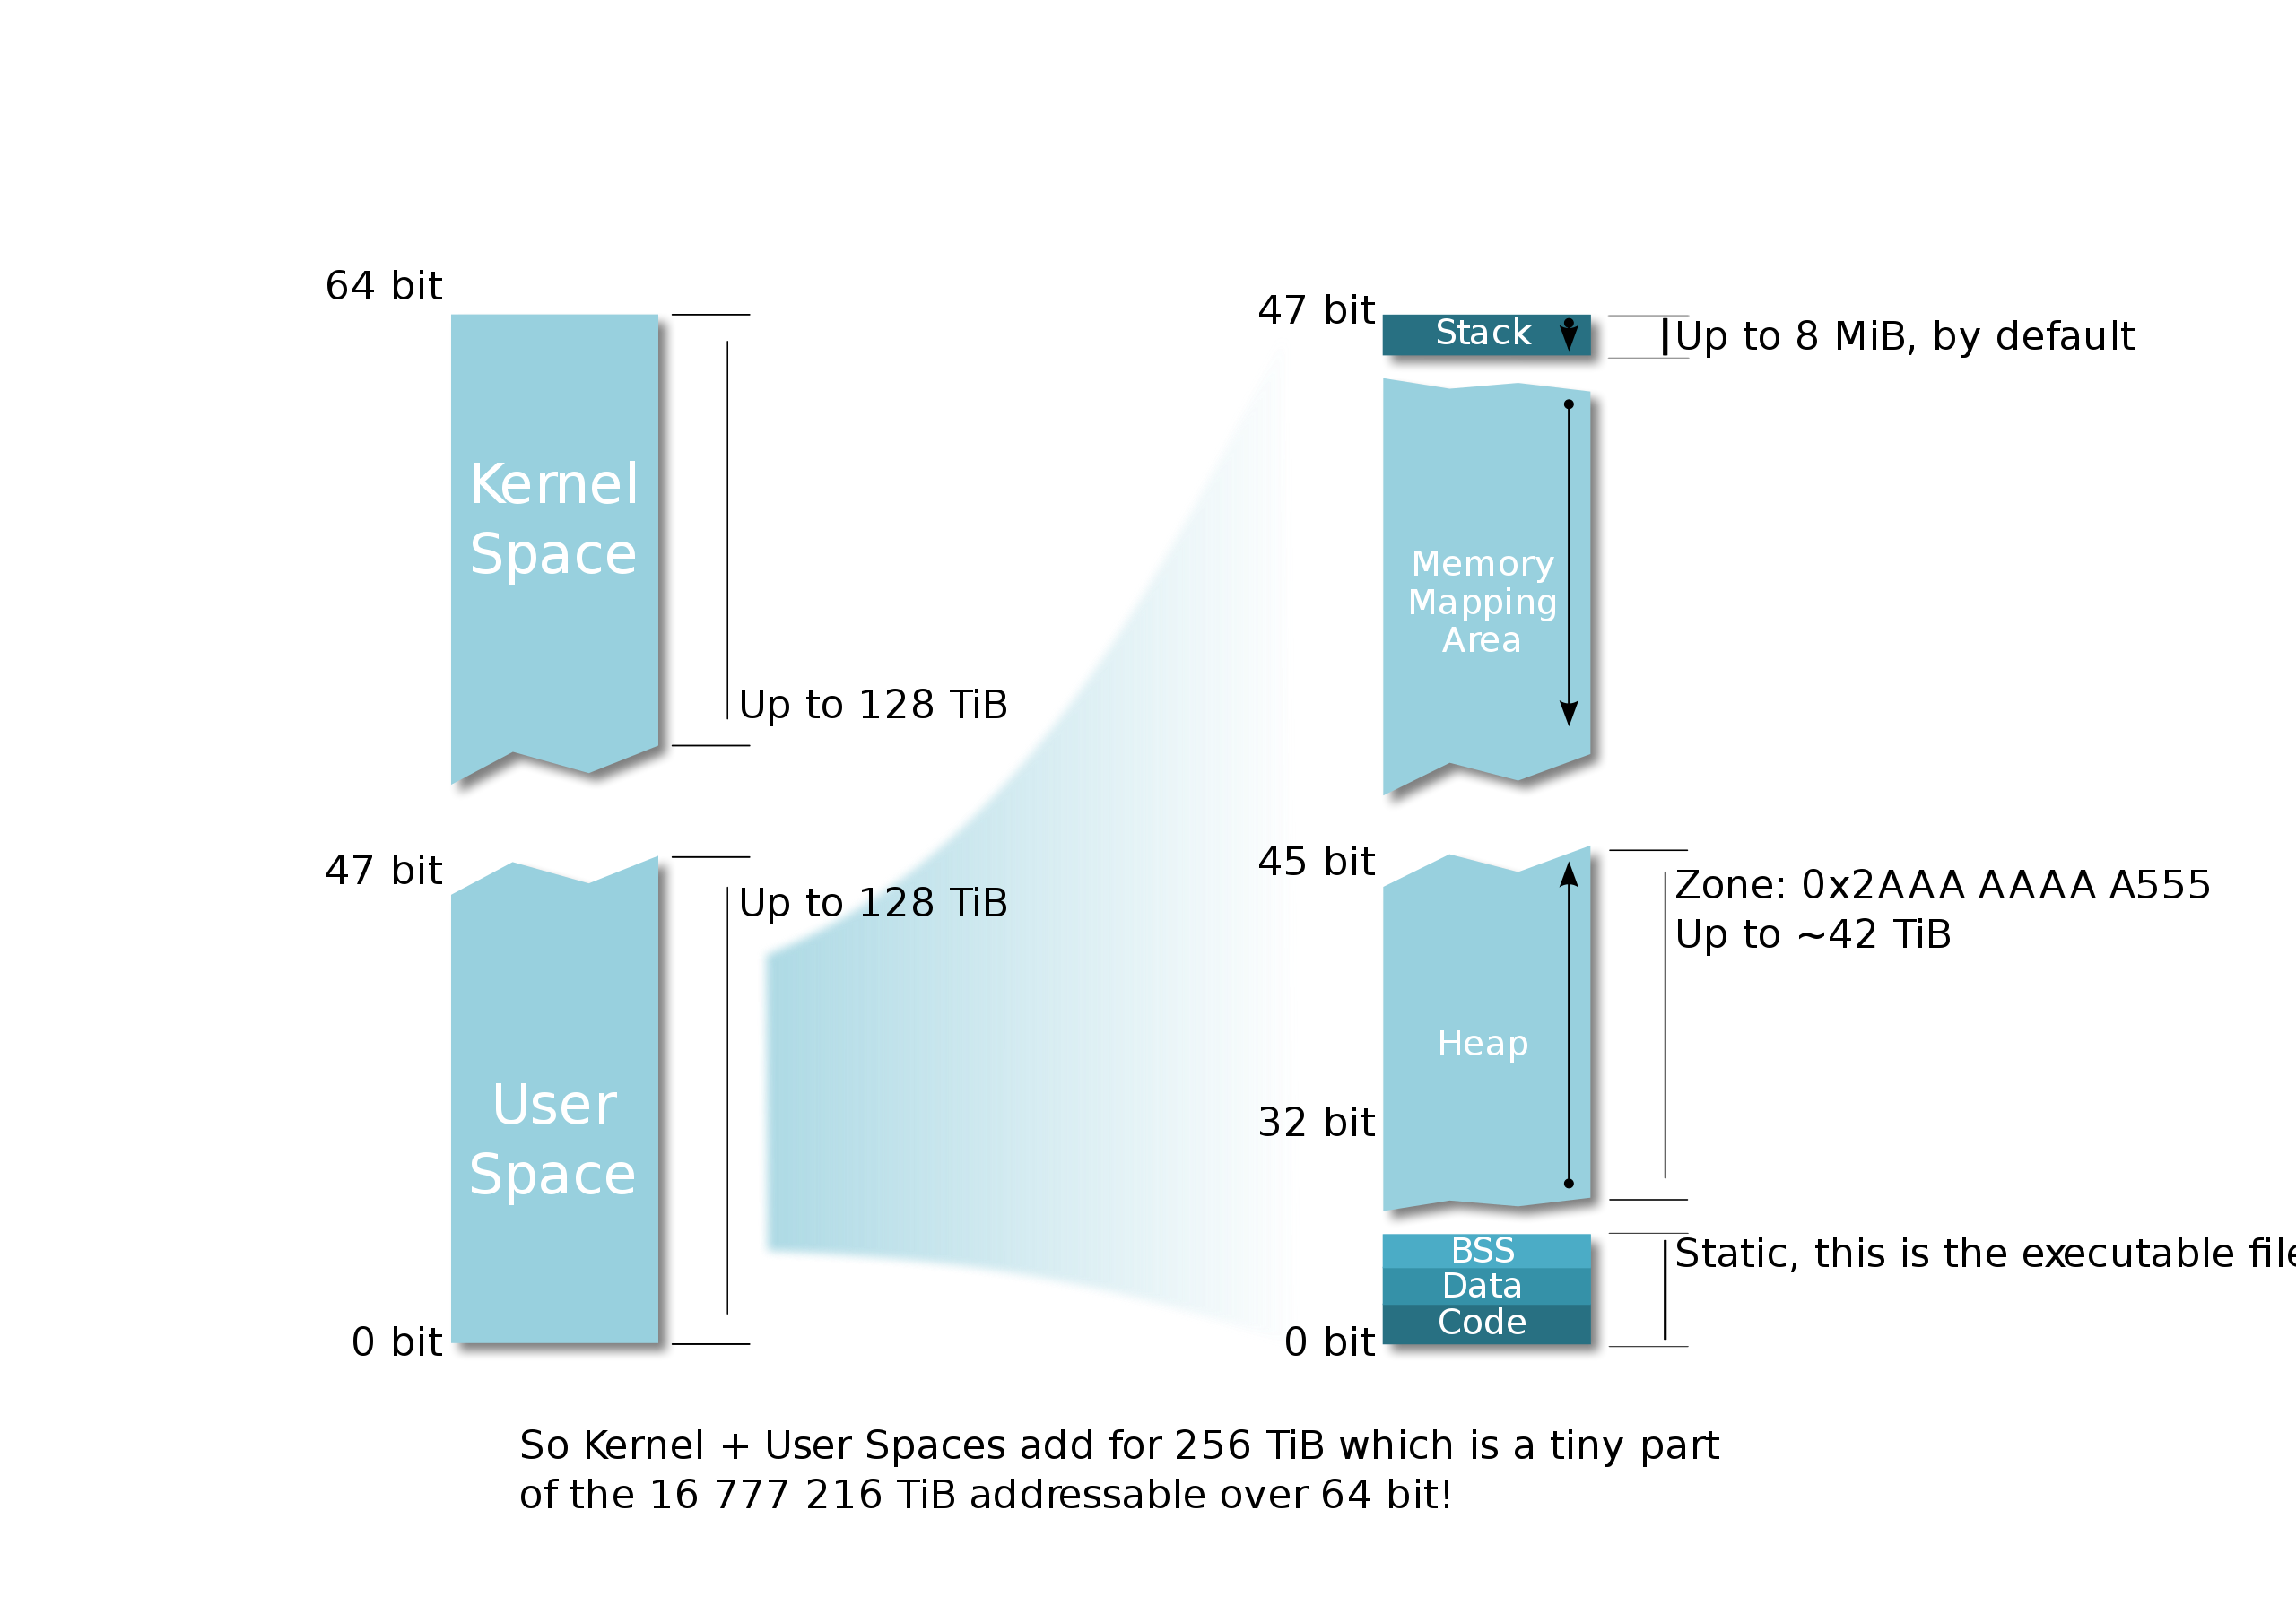 64 bit
Kernel
Space
Up to 128 TiB
47 bit
Up to 128 TiB
User
Space
0 bit
47 bit
Stack
Up to 8 MiB, by default
Memory
Mapping
Area
45 bit
Zone: 0x2AAA AAAA A555
Up to ~42 TiB
Heap
32 bit
BSS
Static, this is the executable file
Data
Code
0 bit
So Kernel + User Spaces add for 256 TiB which is a tiny part
of the 16 777 216 TiB addressable over 64 bit!